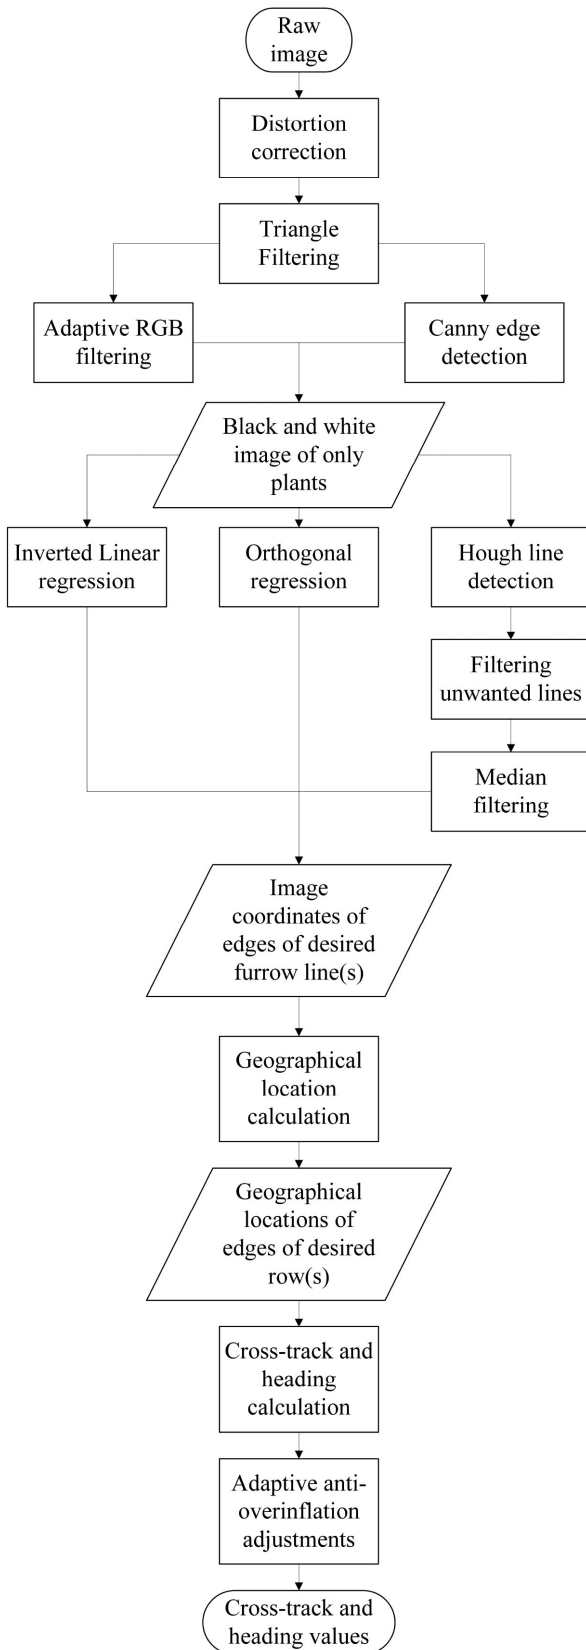 Raw
image
Distortion
correction
Triangle
Filtering
Adaptive RGB
filtering
Canny edge
detection
Black and white
image of only
plants
Inverted Linear
regression
Orthogonal
regression
Hough line
detection
Filtering
unwanted lines
Median
filtering
Image
coordinates of
edges of desired
furrow line(s)
Geographical
location
calculation
Geographical
locations of
edges of desired
row(s)
Cross-track and
heading
calculation
Adaptive anti-
overinflation
adjustments
Cross-track and
heading values